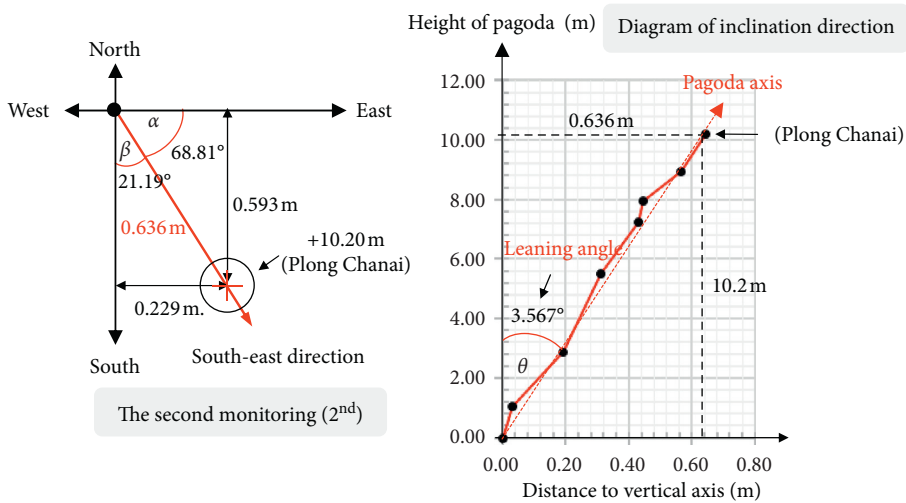 North
West
East
α
β
68.81°
21.19°
0.636 m
0.593 m
+10.20 m
(Plong Chanai)
0.229 m.
South
South-east direction
The second monitoring (2nd)
Height of pagoda (m)
Diagram of inclination direction
12.00
10.00
8.00
6.00
4.00
2.00
0.00
Pagoda axis
0.636 m
(Plong Chanai)
Leaning angle
3.567°
θ
10.2 m
0.00
0.20
0.40
0.60
0.80
Distance to vertical axis (m)